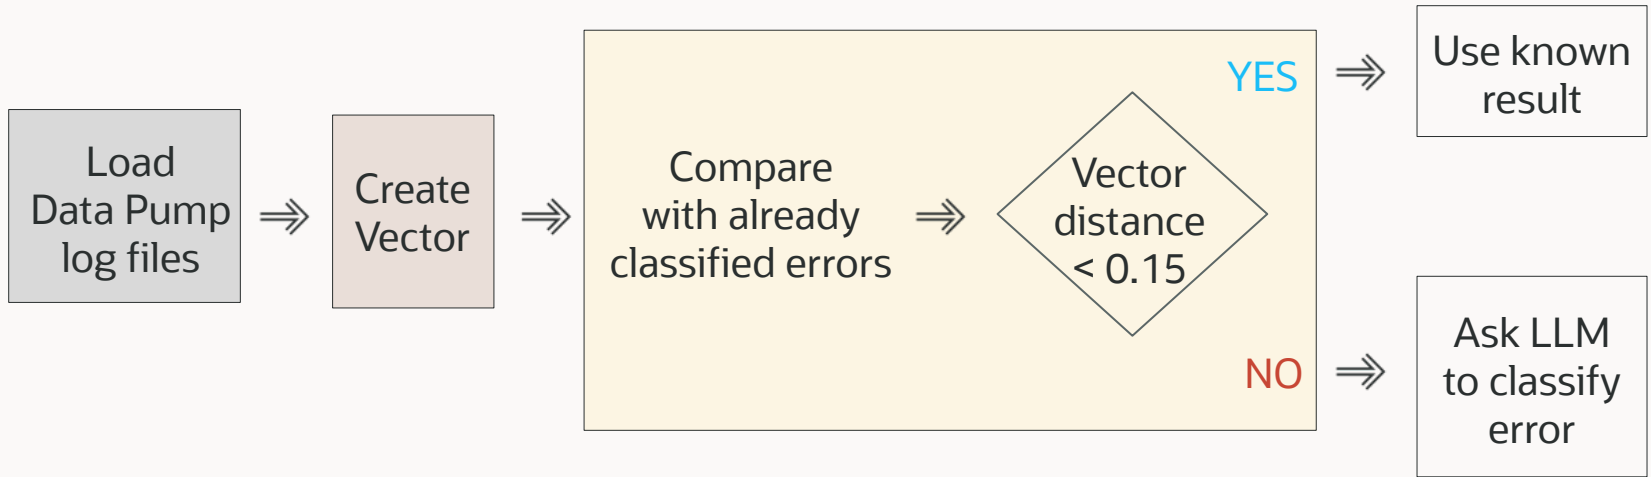 Load
Data Pump
log files
Create
Vector
Compare
with already
classified errors
Vector
distance
< 0.15
YES
Use known
result
NO
Ask LLM
to classify
error